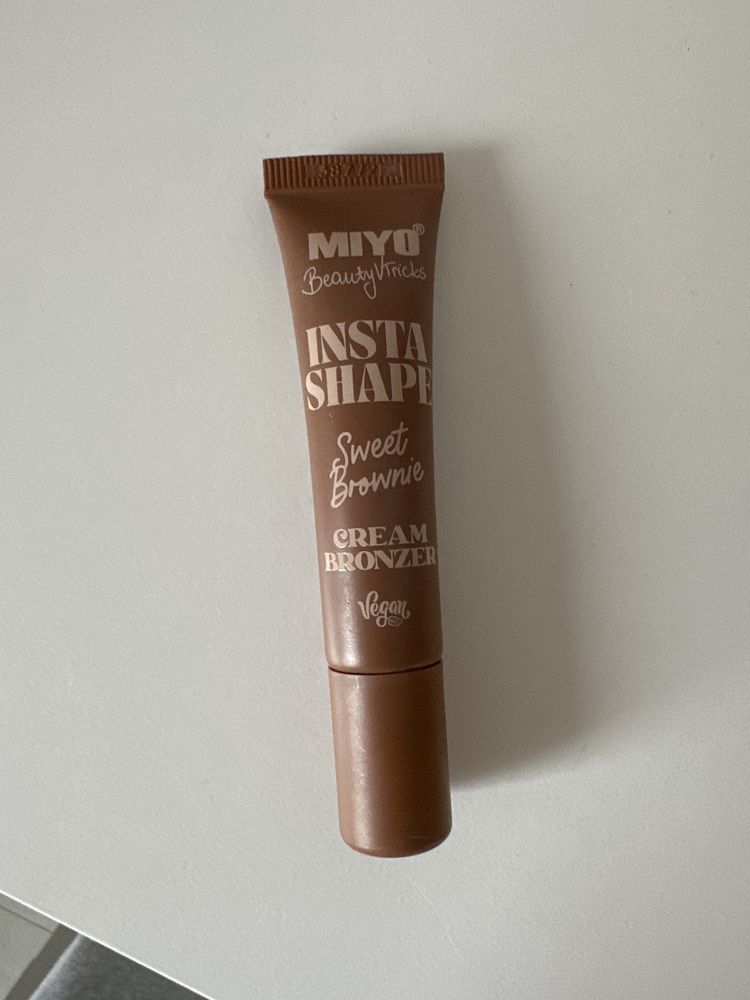 MIYO®
Beauty Tricks
INSTA
SHAPE
Sweet
Brownie
CREAM
BRONZER
Vegan